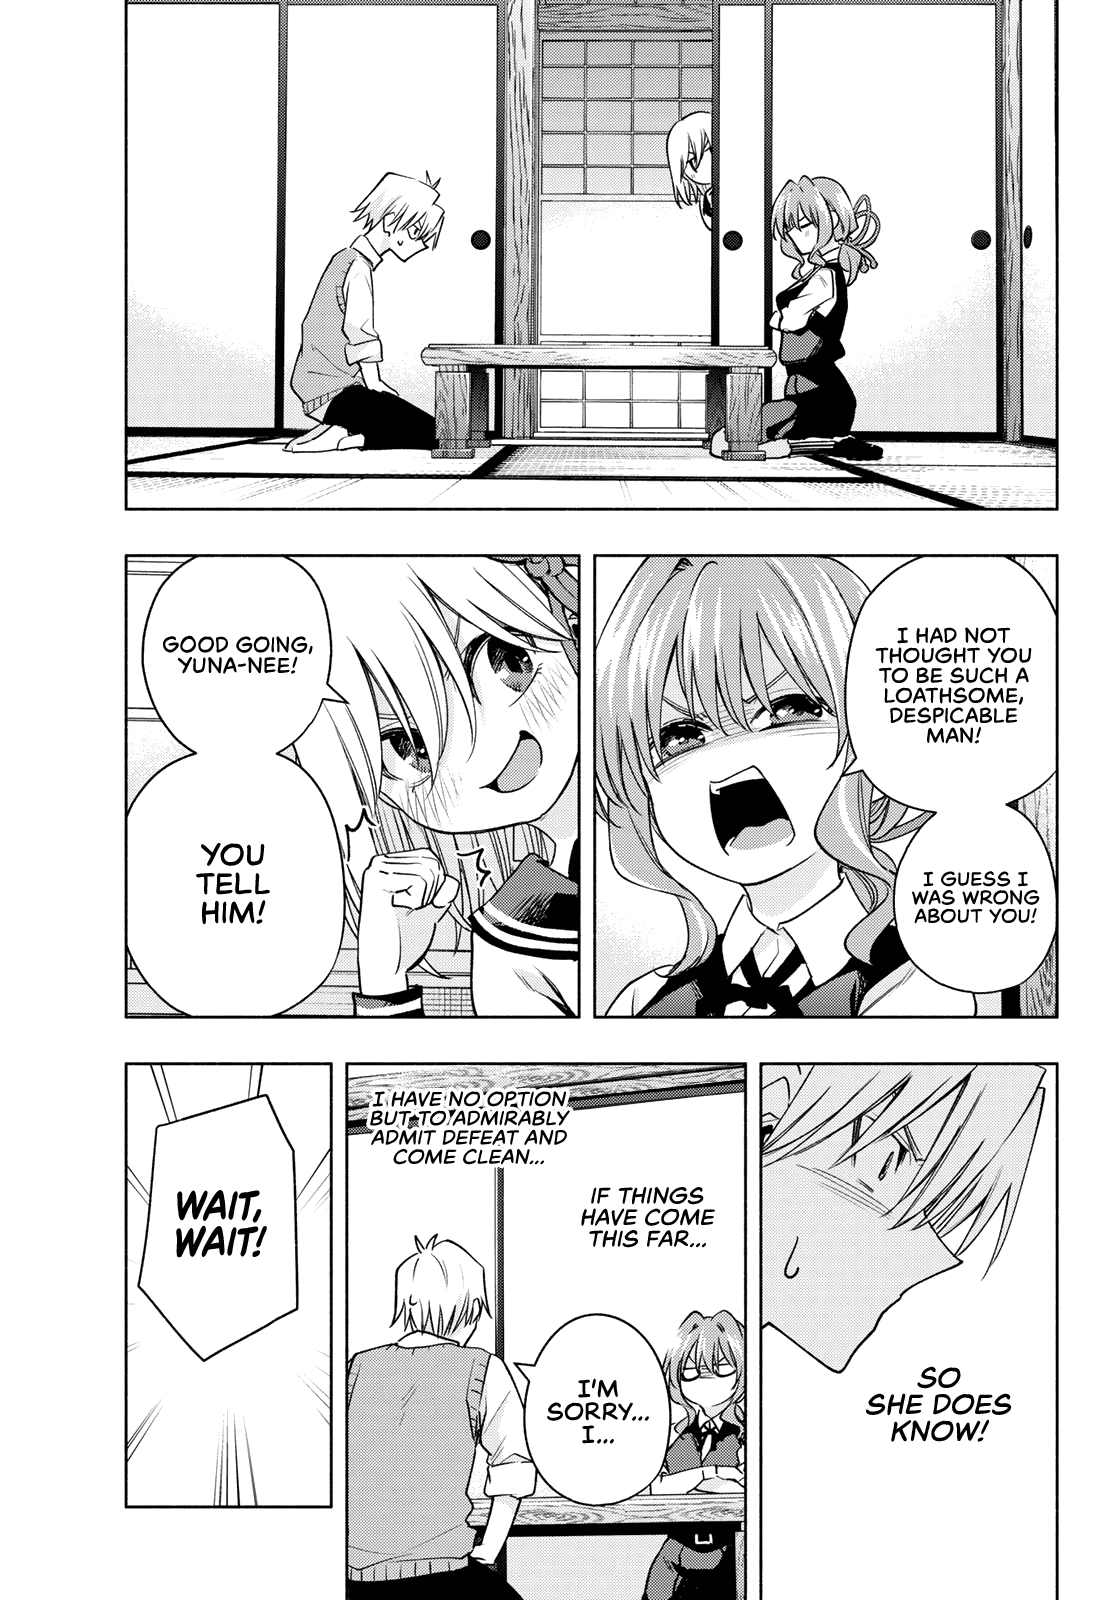 I HAD NOT
THOUGHT YOU
TO BE SUCH A
LOATHSOME,
DESPICABLE
MAN!
I GUESS I
WAS WRONG
ABOUT YOU!
GOOD GOING,
YUNA-NEE!
YOU
TELL
HIM!
SO
SHE DOES
KNOW!
IF THINGS
HAVE COME
THIS FAR...
I HAVE NO OPTION
BUT TO ADMIRABLY
ADMIT DEFEAT AND
COME CLEAN...
I'M
SORRY...
I...
WAIT,
WAIT!